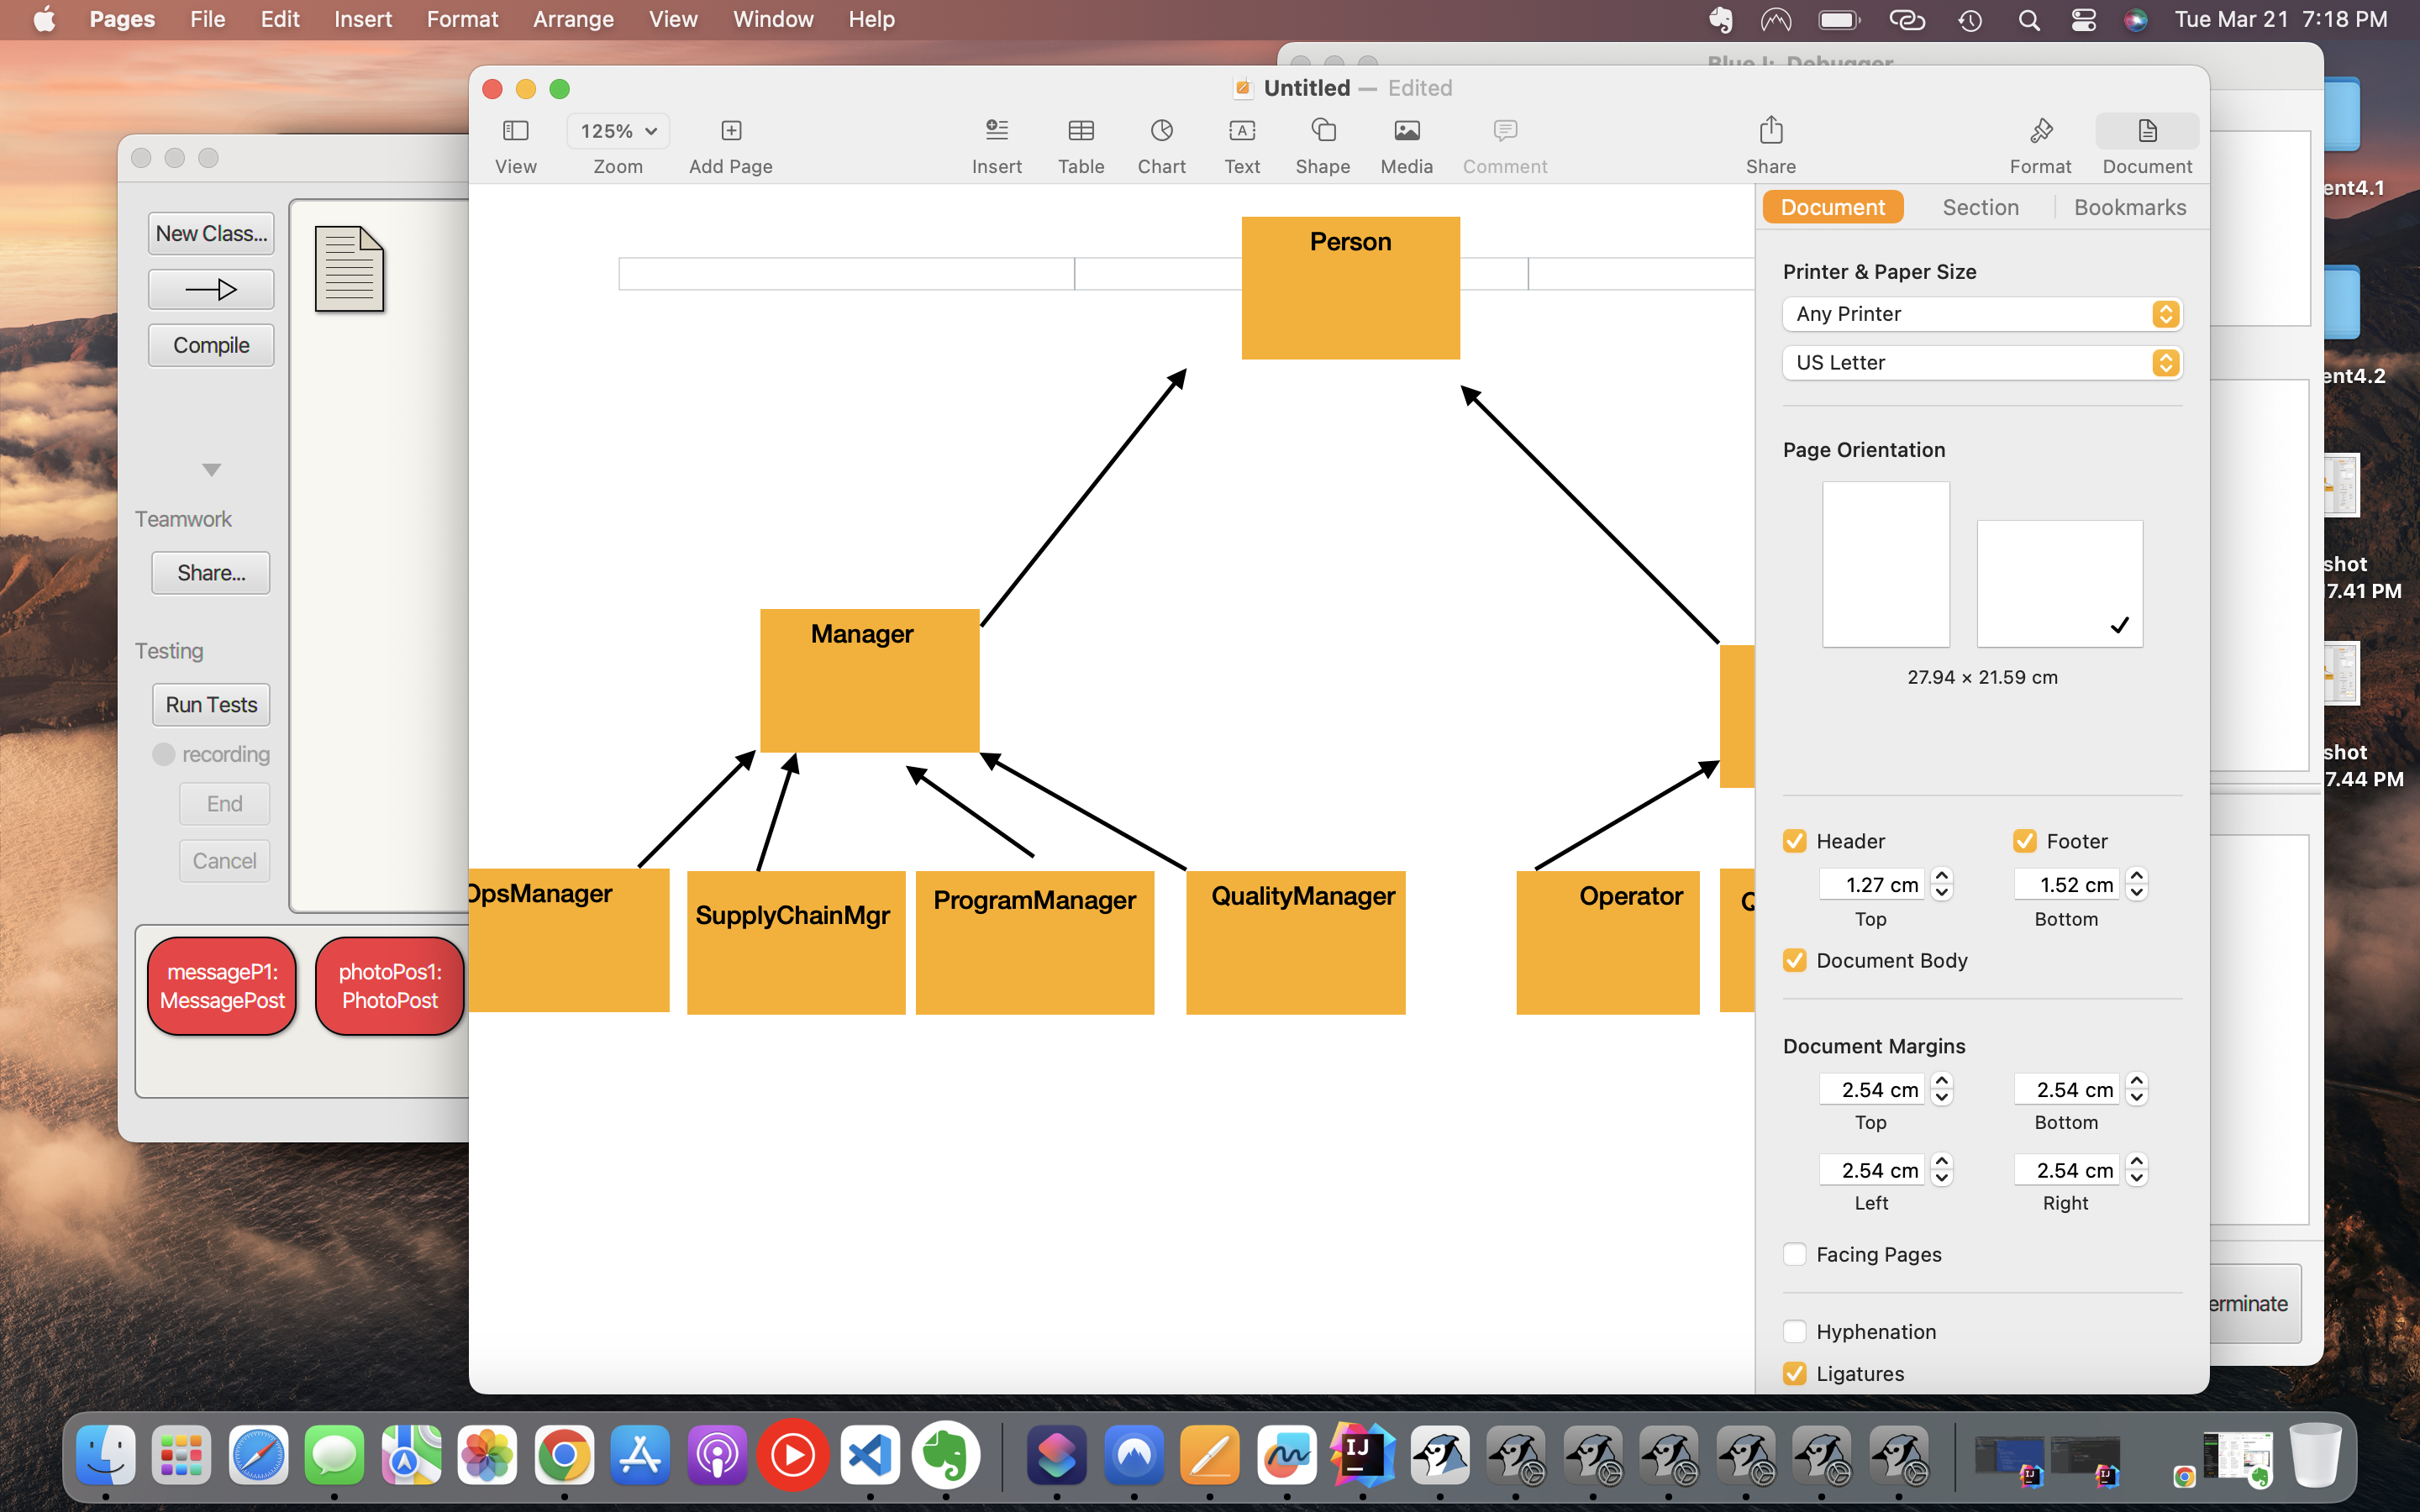 Pages File Edit Insert Format Arrange View Window Help Tue Mar 21 7:18 PM
Untitled — Edited
125%
View Zoom Add Page Insert Table Chart Text Shape Media Comment Share Format Document
New Class...
Compile
Teamwork
Share...
Testing
Run Tests
recording
End
Cancel
messageP1:
MessagePost
photoPos1:
PhotoPost
Person
Manager
OpsManager
SupplyChainMgr
ProgramManager
QualityManager
Operator
Q
Document Section Bookmarks
Printer & Paper Size
Any Printer
US Letter
Page Orientation
27.94 × 21.59 cm
Header Footer
1.27 cm 1.52 cm
Top Bottom
Document Body
Document Margins
2.54 cm 2.54 cm
Top Bottom
2.54 cm 2.54 cm
Left Right
Facing Pages
Hyphenation
Ligatures
BlueJ: Debugger
ent4.1
ent4.2
shot
7.41 PM
shot
7.44 PM
erminate
IJ
IJ
IJ